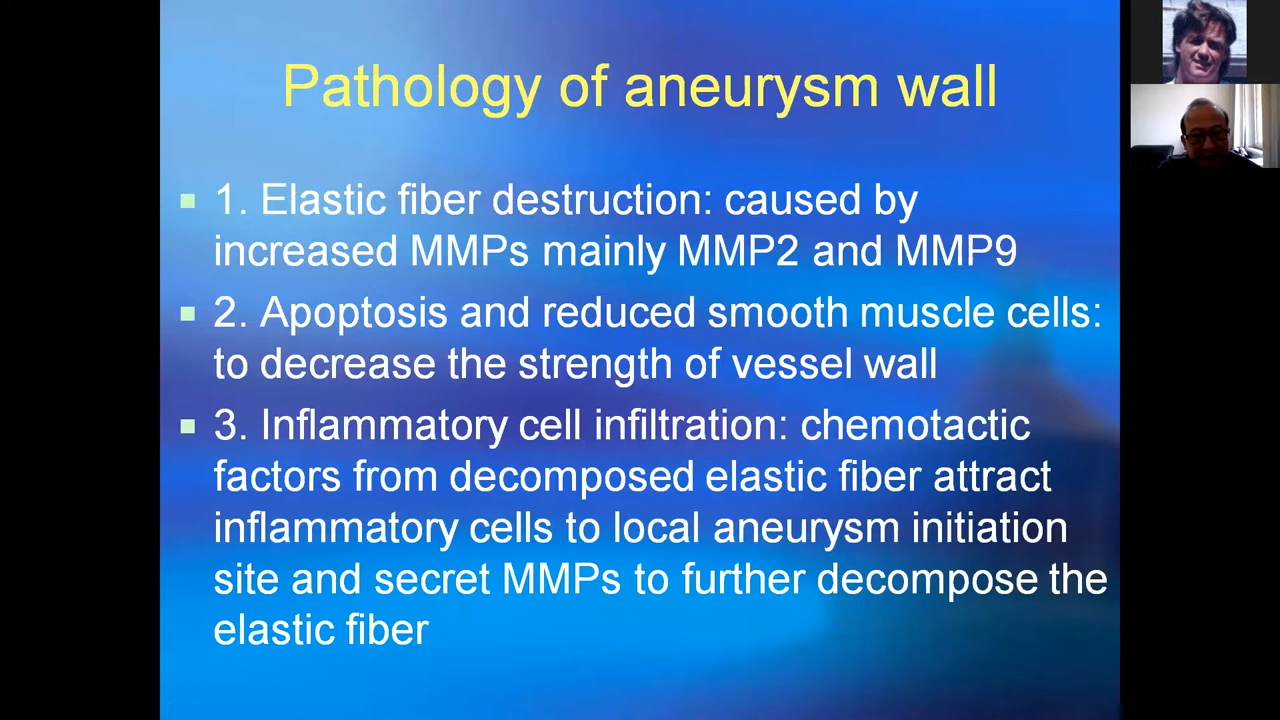 Pathology of aneurysm wall
1. Elastic fiber destruction: caused by
increased MMPs mainly MMP2 and MMP9
2. Apoptosis and reduced smooth muscle cells:
to decrease the strength of vessel wall
3. Inflammatory cell infiltration: chemotactic
factors from decomposed elastic fiber attract
inflammatory cells to local aneurysm initiation
site and secret MMPs to further decompose the
elastic fiber